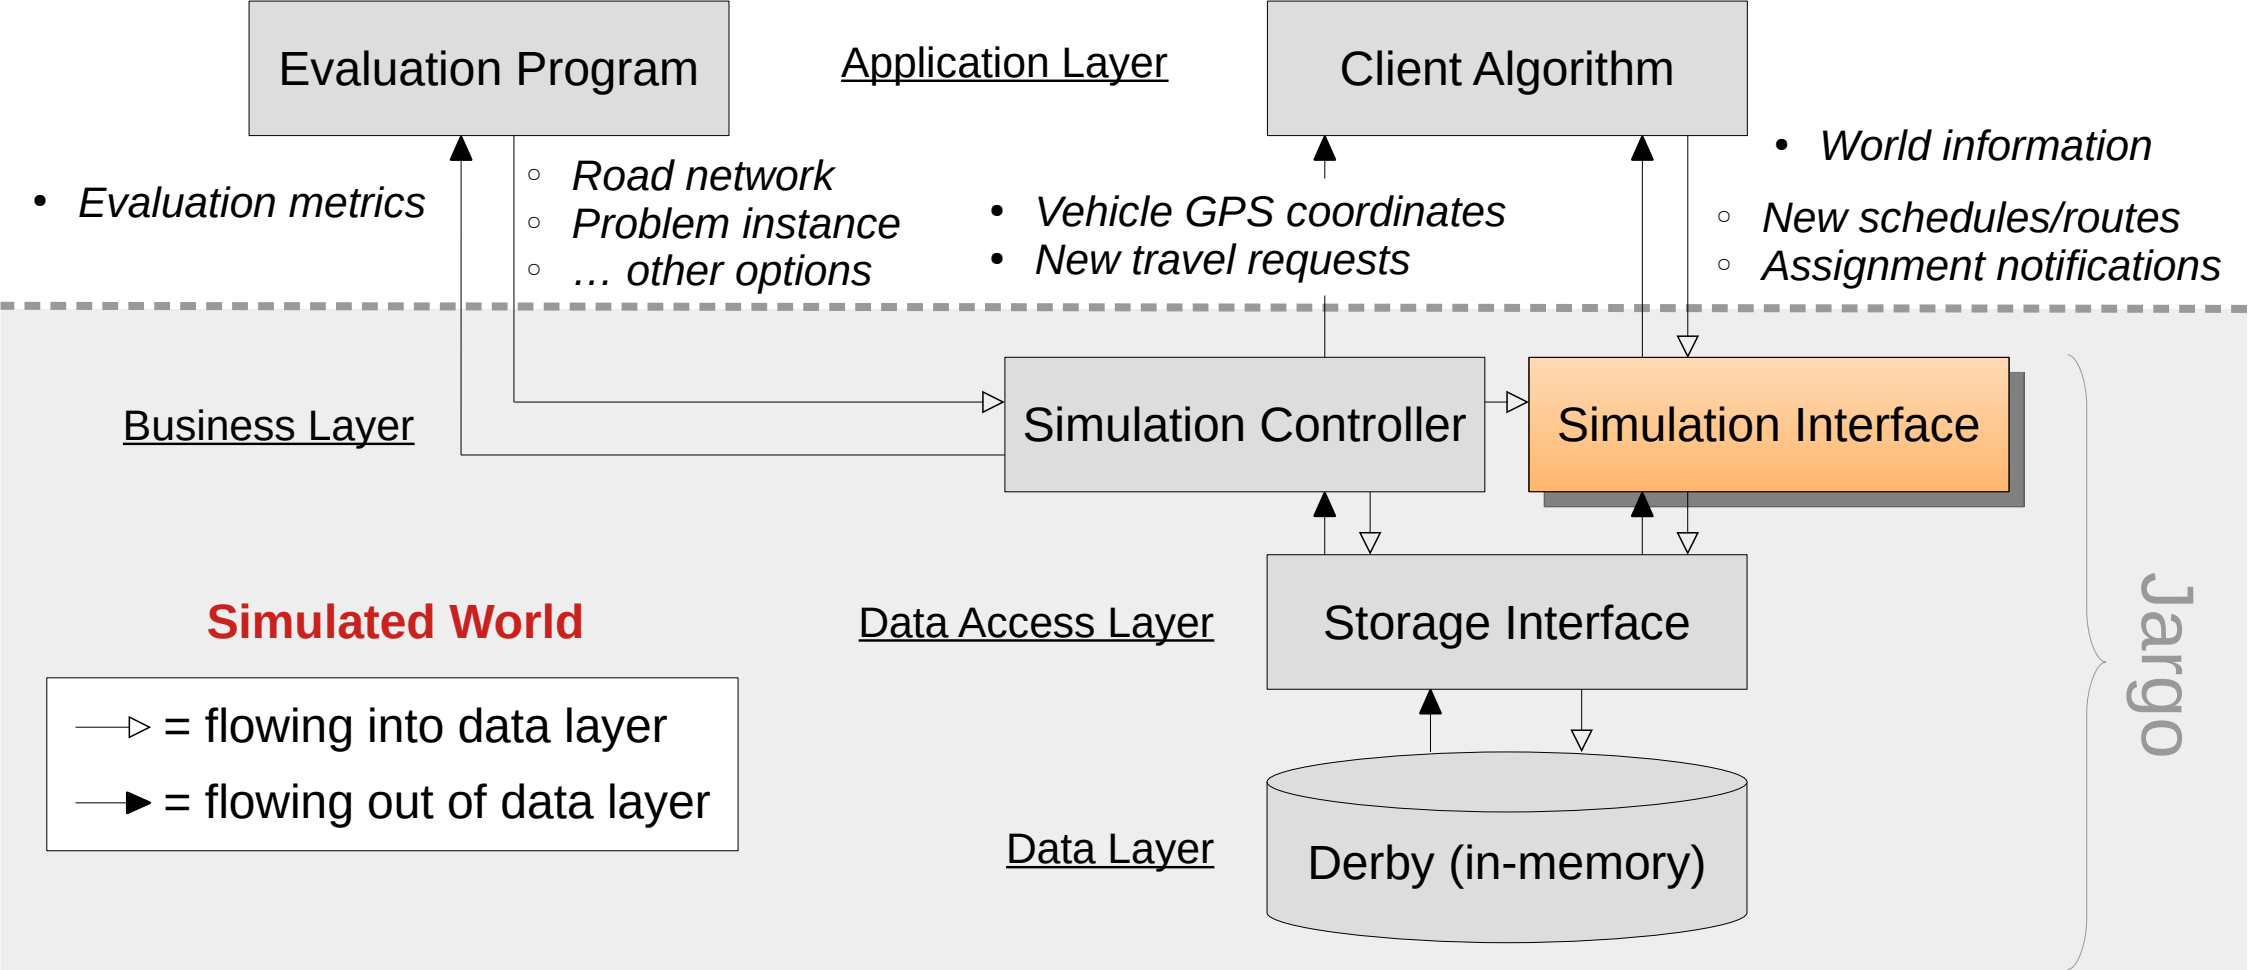 Evaluation Program
Application Layer
Client Algorithm
• Evaluation metrics
○ Road network
○ Problem instance
○ … other options
• Vehicle GPS coordinates
• New travel requests
• World information
○ New schedules/routes
○ Assignment notifications
Business Layer
Simulation Controller
Simulation Interface
Simulated World
Data Access Layer
Storage Interface
Jargo
= flowing into data layer
= flowing out of data layer
Data Layer
Derby (in-memory)